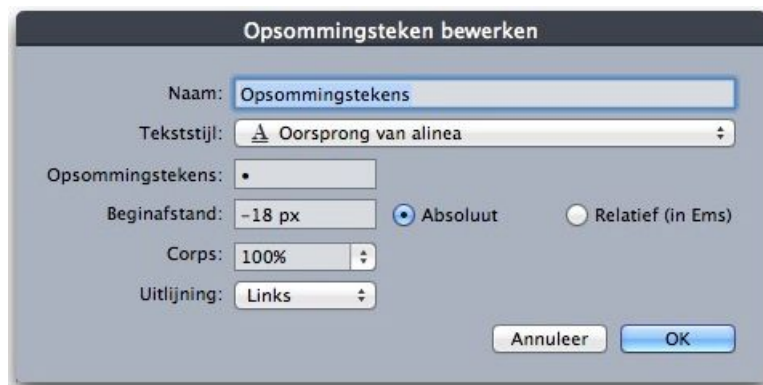 Opsommingsteken bewerken
Naam: Opsommingstekens
Tekststijl: A Oorsprong van alinea
Opsommingstekens: •
Beginafstand: -18 px Absoluut Relatief (in Ems)
Corps: 100%
Uitlijning: Links
Annuleer OK